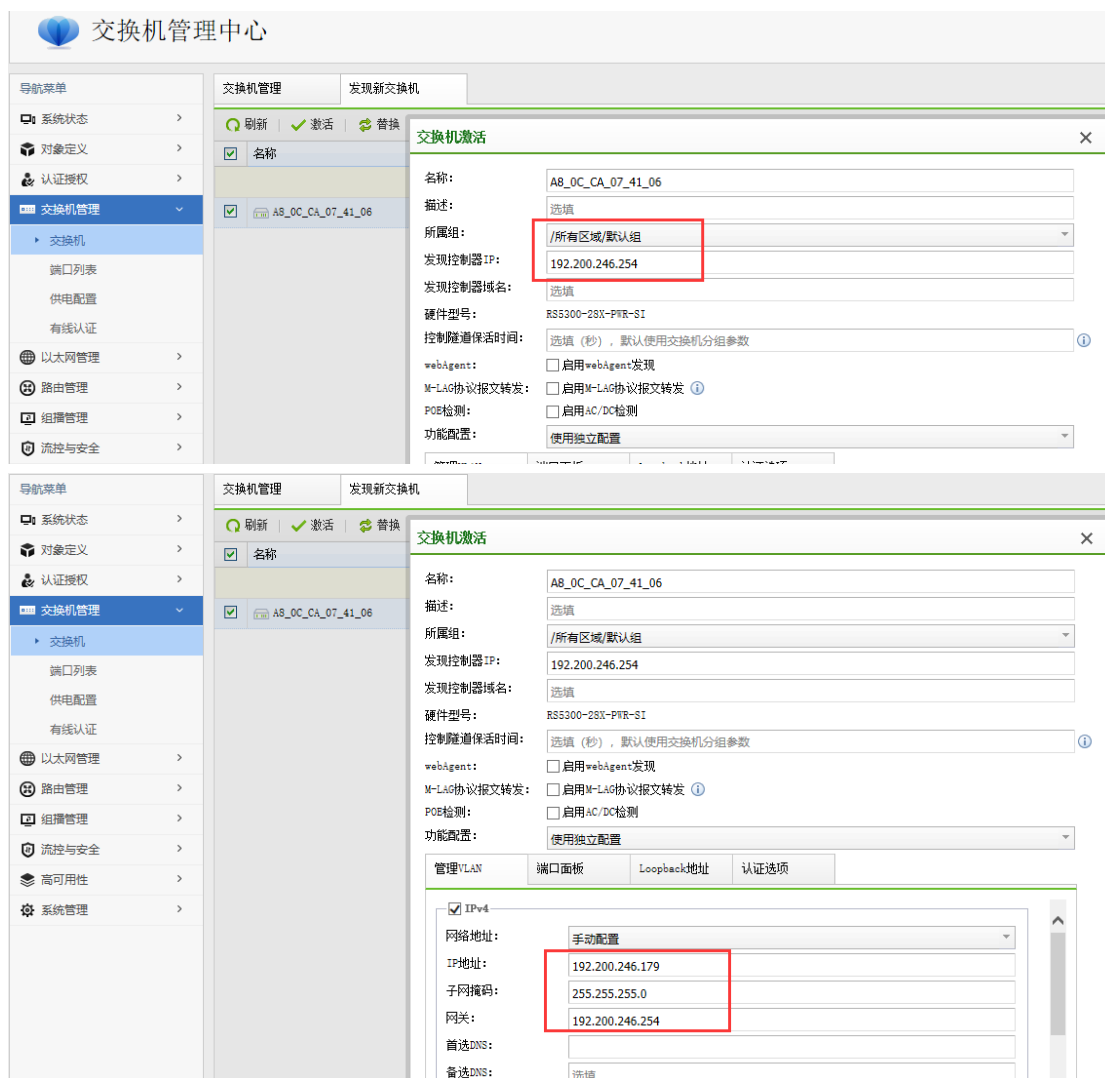 交换机管理中心
导航菜单
系统状态
对象定义
认证授权
交换机管理
交换机
端口列表
供电配置
有线认证
以太网管理
路由管理
组播管理
流控与安全
交换机管理 发现新交换机
刷新 激活 替换
名称
A8_0C_CA_07_41_06
交换机激活
名称: A8_0C_CA_07_41_06
描述: 选填
所属组: /所有区域/默认组
发现控制器IP: 192.200.246.254
发现控制器域名: 选填
硬件型号: RS5300-28X-PWR-SI
控制隧道保活时间: 选填（秒），默认使用交换机分组参数
webAgent: 启用webAgent发现
M-LAG协议报文转发: 启用M-LAG协议报文转发
POE检测: 启用AC/DC检测
功能配置: 使用独立配置
导航菜单
系统状态
对象定义
认证授权
交换机管理
交换机
端口列表
供电配置
有线认证
以太网管理
路由管理
组播管理
流控与安全
高可用性
系统管理
交换机管理 发现新交换机
刷新 激活 替换
名称
A8_0C_CA_07_41_06
交换机激活
名称: A8_0C_CA_07_41_06
描述: 选填
所属组: /所有区域/默认组
发现控制器IP: 192.200.246.254
发现控制器域名: 选填
硬件型号: RS5300-28X-PWR-SI
控制隧道保活时间: 选填（秒），默认使用交换机分组参数
webAgent: 启用webAgent发现
M-LAG协议报文转发: 启用M-LAG协议报文转发
POE检测: 启用AC/DC检测
功能配置: 使用独立配置
管理VLAN 端口面板 Loopback地址 认证选项
IPv4
网络地址: 手动配置
IP地址: 192.200.246.179
子网掩码: 255.255.255.0
网关: 192.200.246.254
首选DNS:
备选DNS: 选填